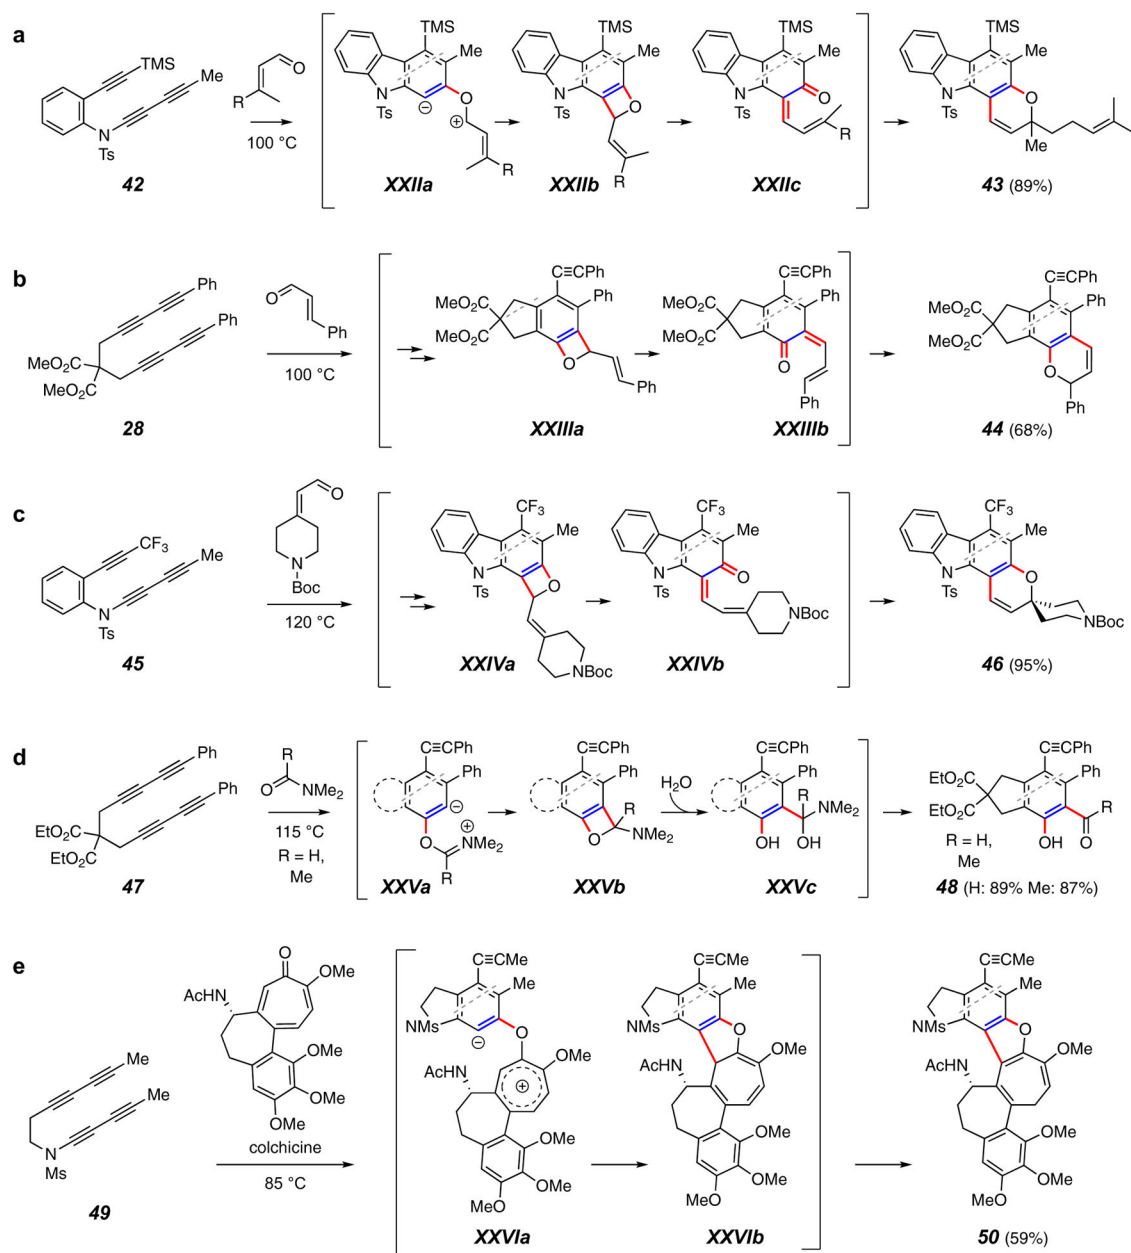 a
TMS
Me
N
Ts
42
O
R
100 °C
TMS
Me
N
Ts
⊖
O
⊕
R
XXIIa
TMS
Me
N
Ts
O
R
XXIIb
TMS
Me
N
Ts
O
R
XXIIc
TMS
Me
N
Ts
O
Me
43 (89%)
b
Ph
Ph
MeO₂C
MeO₂C
28
O
Ph
100 °C
C≡CPh
Ph
MeO₂C
MeO₂C
O
Ph
XXIIIa
C≡CPh
Ph
MeO₂C
MeO₂C
O
Ph
XXIIIb
C≡CPh
Ph
MeO₂C
MeO₂C
O
Ph
44 (68%)
c
CF₃
Me
N
Ts
45
O
N
Boc
120 °C
CF₃
Me
N
Ts
O
NBoc
XXIVa
CF₃
Me
N
Ts
O
NBoc
XXIVb
CF₃
Me
N
Ts
O
NBoc
46 (95%)
d
Ph
Ph
EtO₂C
EtO₂C
47
R
O
NMe₂
115 °C
R = H,
Me
C≡CPh
Ph
⊖
O
⊕
NMe₂
R
XXVa
C≡CPh
Ph
R
O
NMe₂
XXVb
H₂O
C≡CPh
Ph
R
NMe₂
OH
OH
XXVc
C≡CPh
Ph
EtO₂C
EtO₂C
R
OH
O
R = H,
Me
48 (H: 89% Me: 87%)
e
Me
Me
N
Ms
49
O
OMe
AcHN
OMe
OMe
OMe
colchicine
85 °C
C≡CMe
Me
NMs
⊖
O
OMe
AcHN
⊕
OMe
OMe
MeO
XXVIa
C≡CMe
Me
NMs
O
OMe
AcHN
OMe
OMe
MeO
XXVIb
C≡CMe
Me
NMs
O
OMe
AcHN
OMe
OMe
MeO
50 (59%)